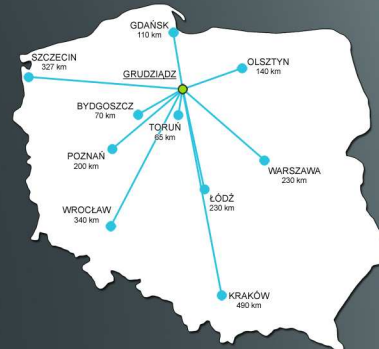 GDAŃSK
110 km
SZCZECIN
327 km
OLSZTYN
140 km
GRUDZIĄDZ
BYDGOSZCZ
70 km
TORUŃ
65 km
POZNAŃ
200 km
WARSZAWA
230 km
ŁÓDŹ
230 km
WROCŁAW
340 km
KRAKÓW
490 km